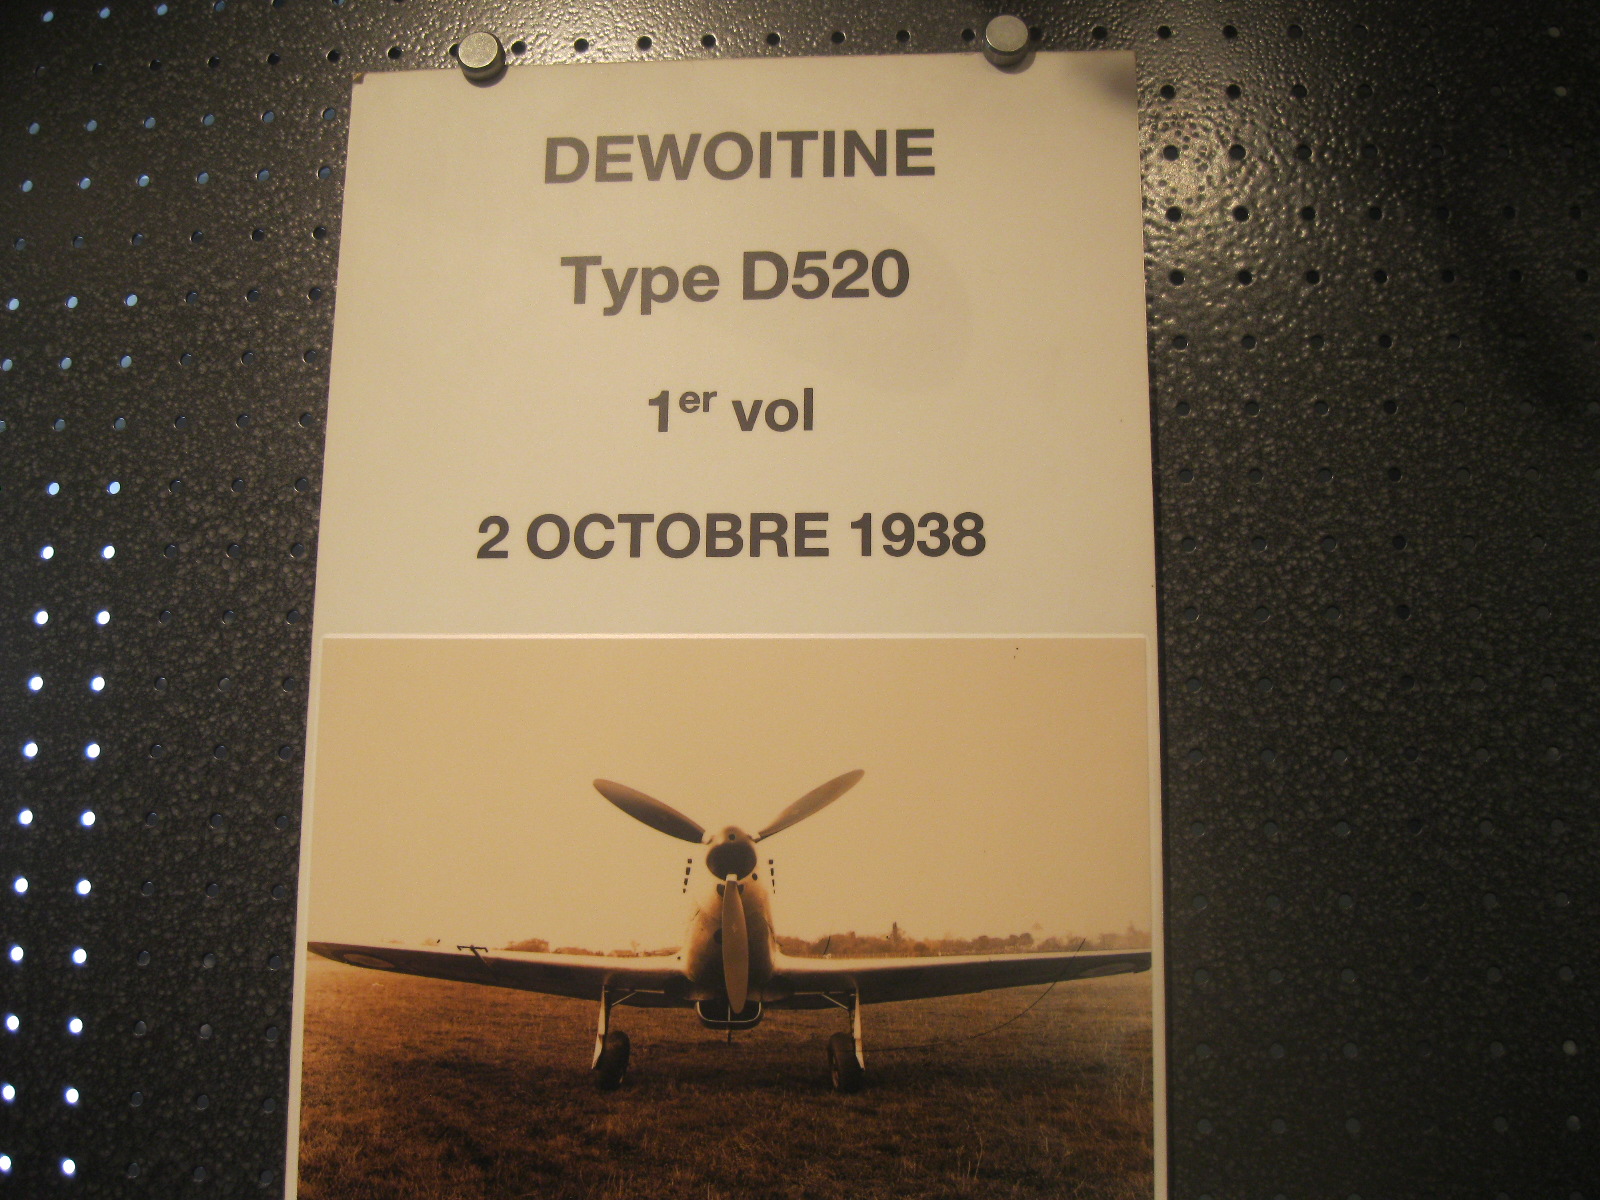 DEWOITINE
Type D520
1er vol
2 OCTOBRE 1938